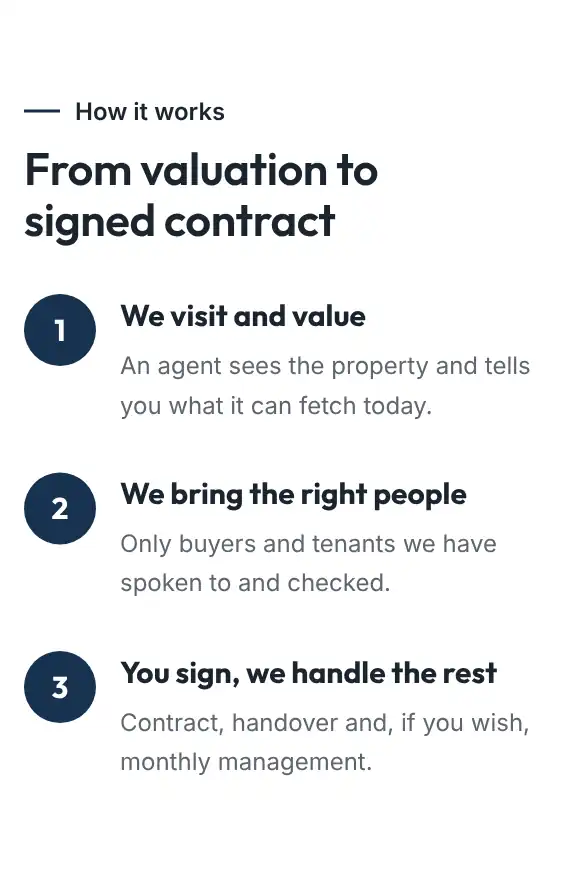 How it works
From valuation to
signed contract
1
We visit and value
An agent sees the property and tells
you what it can fetch today.
2
We bring the right people
Only buyers and tenants we have
spoken to and checked.
3
You sign, we handle the rest
Contract, handover and, if you wish,
monthly management.